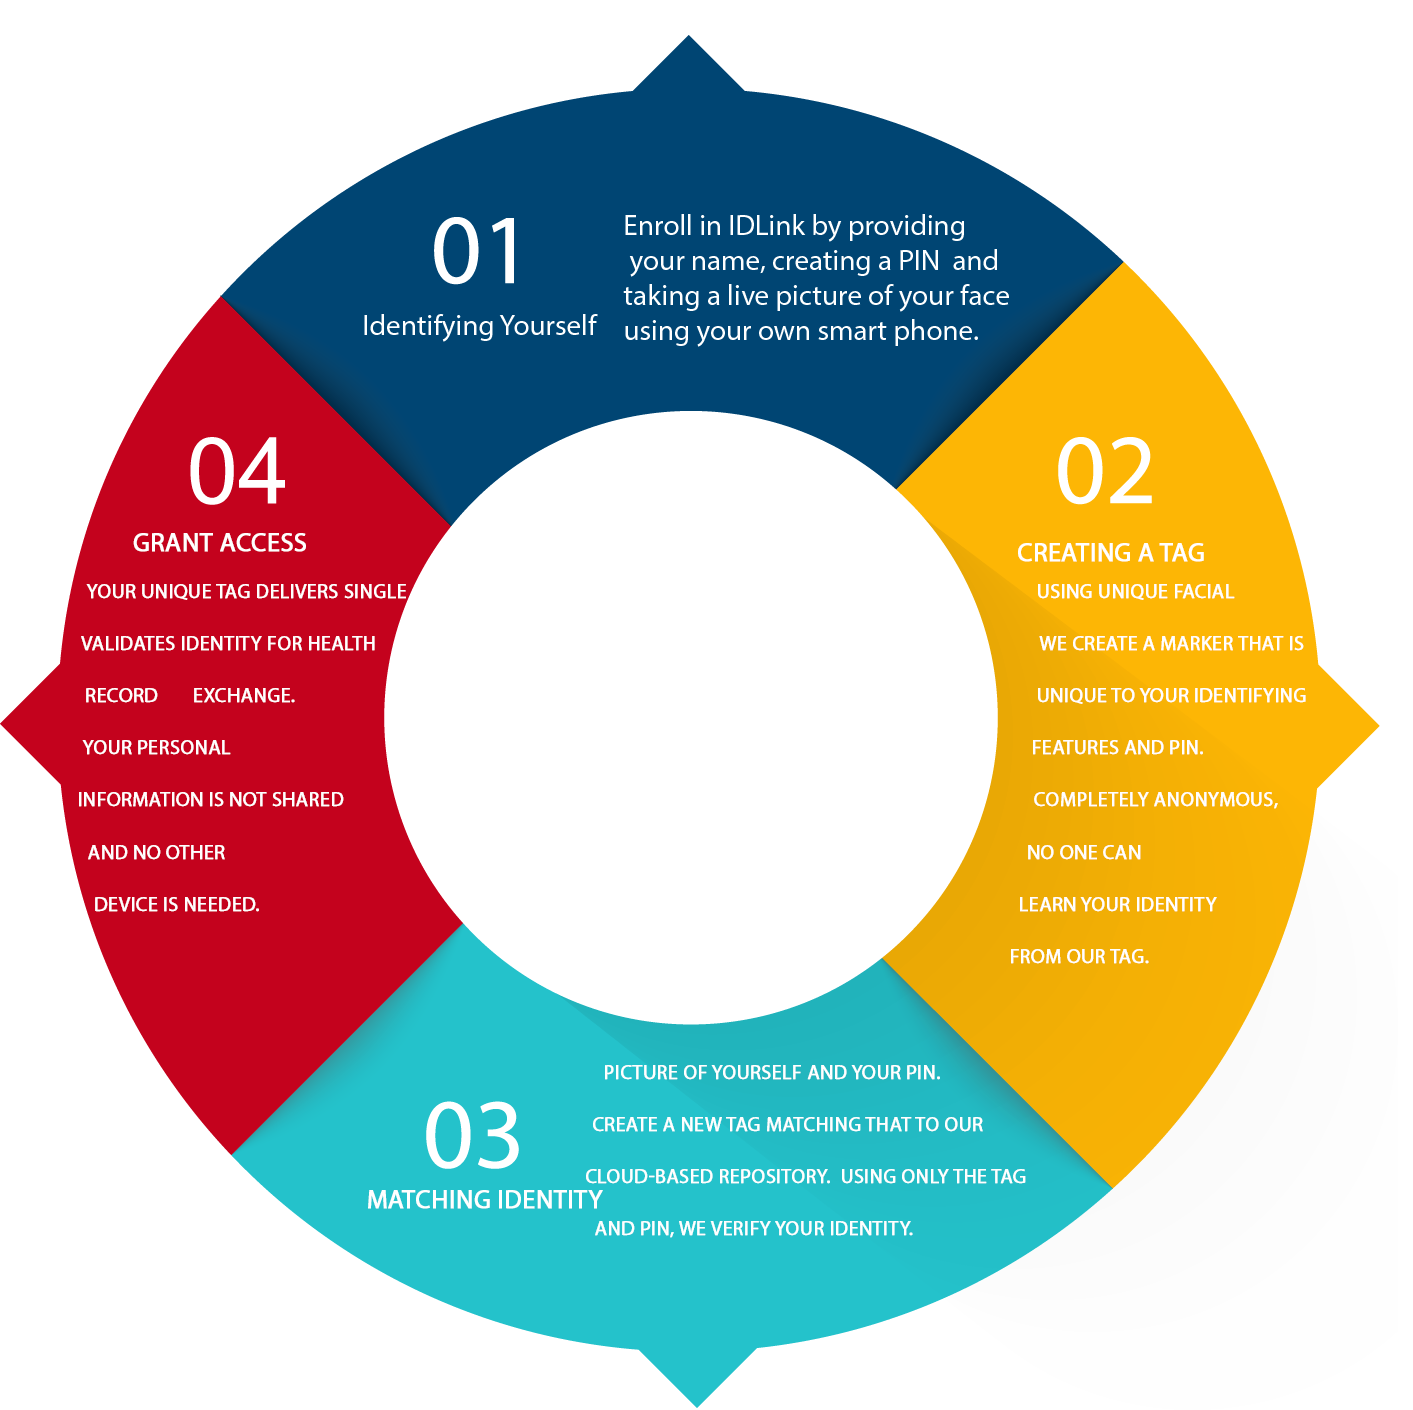 01
Identifying Yourself
Enroll in IDLink by providing
your name, creating a PIN and
taking a live picture of your face
using your own smart phone.
02
CREATING A TAG
USING UNIQUE FACIAL
WE CREATE A MARKER THAT IS
UNIQUE TO YOUR IDENTIFYING
FEATURES AND PIN.
COMPLETELY ANONYMOUS,
NO ONE CAN
LEARN YOUR IDENTITY
FROM OUR TAG.
03
MATCHING IDENTITY
PICTURE OF YOURSELF AND YOUR PIN.
CREATE A NEW TAG MATCHING THAT TO OUR
CLOUD-BASED REPOSITORY. USING ONLY THE TAG
AND PIN, WE VERIFY YOUR IDENTITY.
04
GRANT ACCESS
YOUR UNIQUE TAG DELIVERS SINGLE
VALIDATES IDENTITY FOR HEALTH
RECORD EXCHANGE.
YOUR PERSONAL
INFORMATION IS NOT SHARED
AND NO OTHER
DEVICE IS NEEDED.